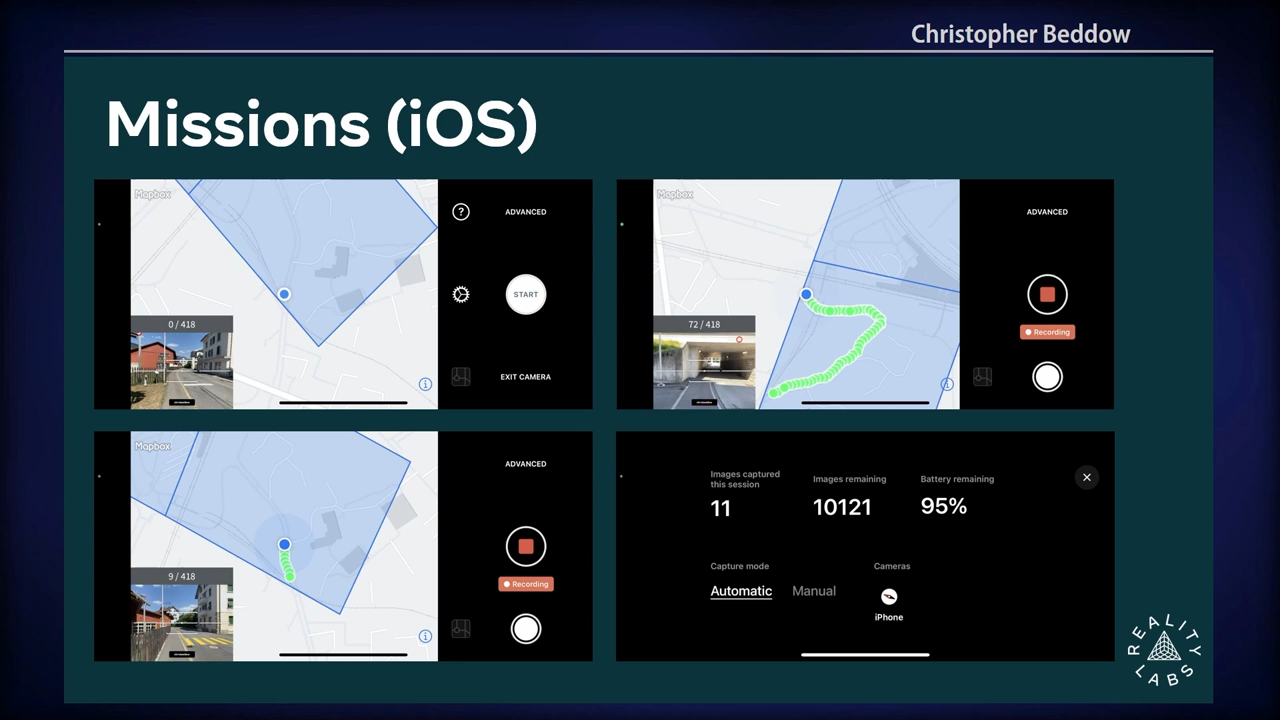 Christopher Beddow
Missions (iOS)
Mapbox
?
ADVANCED
START
0 / 418
i
EXIT CAMERA
Mapbox
ADVANCED
72 / 418
Recording
i
Mapbox
ADVANCED
9 / 418
Recording
i
Images captured
this session
11
Images remaining
10121
Battery remaining
95%
Capture mode
Automatic
Manual
Cameras
iPhone
REALITY
LABS